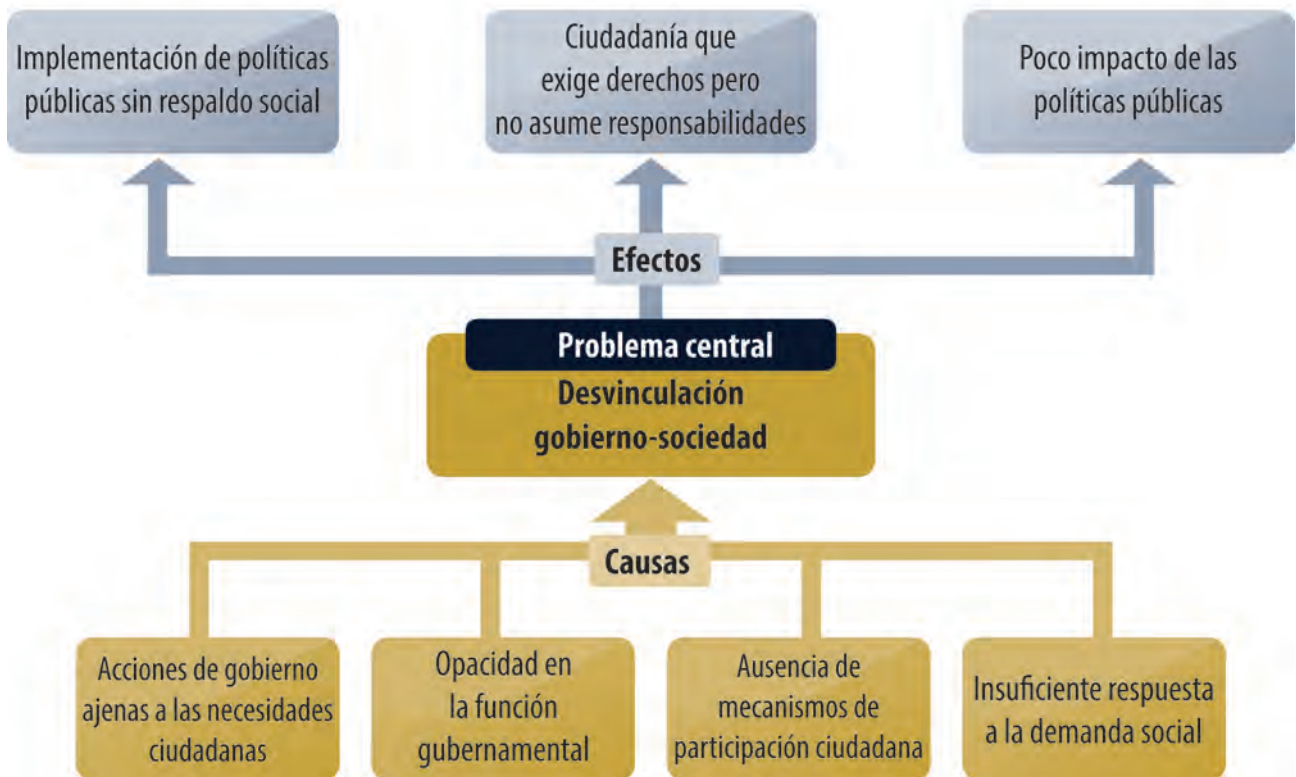 Implementación de políticas
públicas sin respaldo social
Ciudadanía que
exige derechos pero
no asume responsabilidades
Poco impacto de las
políticas públicas
Efectos
Problema central
Desvinculación
gobierno-sociedad
Causas
Acciones de gobierno
ajenas a las necesidades
ciudadanas
Opacidad en
la función
gubernamental
Ausencia de
mecanismos de
participación ciudadana
Insuficiente respuesta
a la demanda social